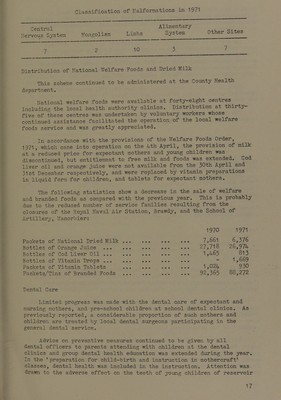 Classification of Malformations in 1971
Central Nervous System Mongolism Limbs Alimentary System Other Sites
2 2 10 3 7
Distribution of National Welfare Foods and Dried Milk
This scheme continued to be administered at the County Health
department.
National welfare foods were available at forty-eight centres
including the local health authority clinics. Distribution at thirty-
five of these centres was undertaken by voluntary workers whose
continued assistance facilitated the operation of the local welfare
foods service and was greatly appreciated.
In accordance with the provisions of the Welfare Foods Order,
1971, which came into operation on the 4th April, the provision of milk
at a reduced price for expectant mothers and young children was
discontinued, but entitlement to free milk and foods was extended. Cod
liver oil and orange juice were not available from the 30th April and
31st December respectively, and were replaced by vitamin preparations
in liquid form for children, and tablets for expectant mothers.
The following statistics show a decrease in the sale of welfare
and branded foods as compared with the previous year. This is probably
due to the reduced number of service families resulting from the
closures of the Royal Naval Air Station, Brawdy, and the School of
Artillery, Manorbier:
1970 1971
Packets of National Dried Milk ... ... ... ... 7,661 6,376
Bottles of Orange Juice ... ... ... ... ... 27,718 26,974
Bottles of Cod Liver Oil ... ... ... ... ... 1,465 813
Bottles of Vitamin Drops ... ... ... ... - 1,669
Packets of Vitamin Tablets ... ... ... ... 1,024 930
Packets/Tins of Branded Foods ... ... ... ... 92,365 88,222
Dental Care
Limited progress was made with the dental care of expectant and
nursing mothers, and pre-school children at school dental clinics. As
previously reported, a considerable proportion of such mothers and
children are treated by local dental surgeons participating in the
general dental service.
Advice on preventive measures continued to be given by all
dental officers to parents attending with children at the dental
clinics and group dental health education was extended during the year.
In the 'preparation for child-birth and instruction in mothercraft'
classes, dental health was included in the instruction. Attention was
drawn to the adverse effect on the teeth of young children of reservoir
17